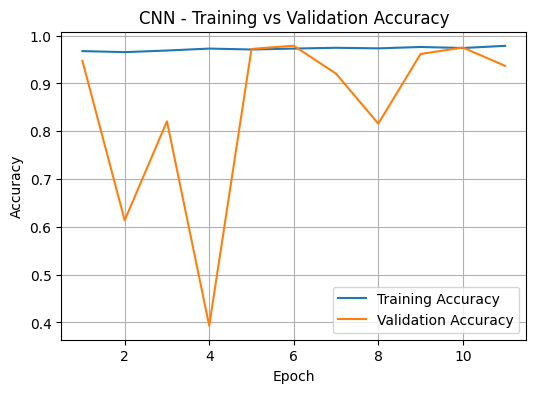 CNN - Training vs Validation Accuracy
1.0
0.9
0.8
0.7
0.6
0.5
0.4
Accuracy
Training Accuracy
Validation Accuracy
2 4 6 8 10
Epoch